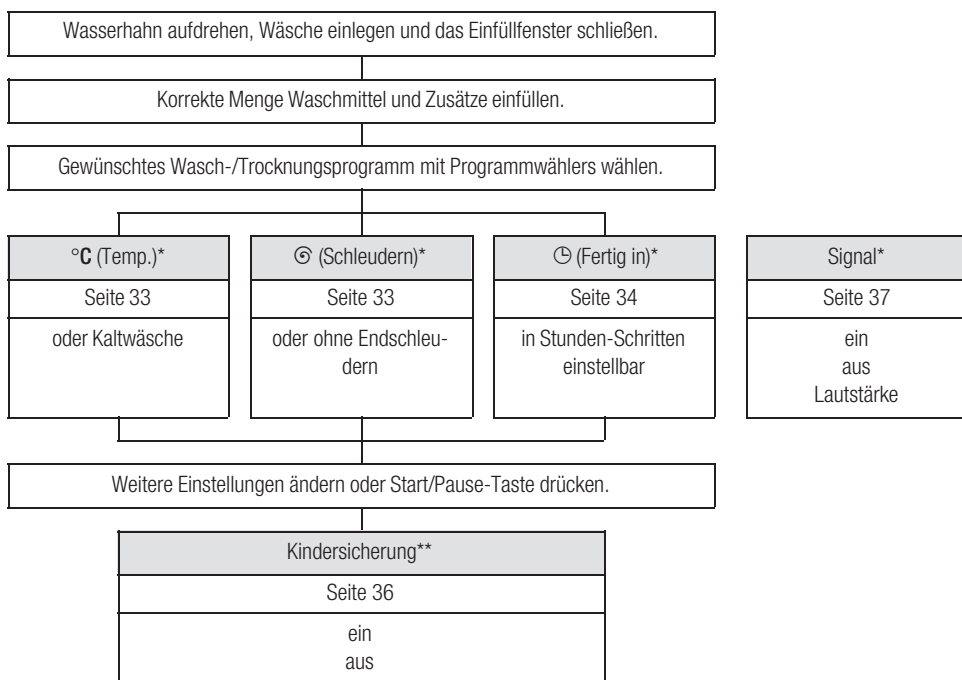 Wasserhahn aufdrehen, Wäsche einlegen und das Einfüllfenster schließen.
Korrekte Menge Waschmittel und Zusätze einfüllen.
Gewünschtes Wasch-/Trocknungsprogramm mit Programmwählers wählen.
°C (Temp.)*
Seite 33
oder Kaltwäsche
(Schleudern)*
Seite 33
oder ohne Endschleu-
dern
(Fertig in)*
Seite 34
in Stunden-Schritten
einstellbar
Signal*
Seite 37
ein
aus
Lautstärke
Weitere Einstellungen ändern oder Start/Pause-Taste drücken.
Kindersicherung**
Seite 36
ein
aus